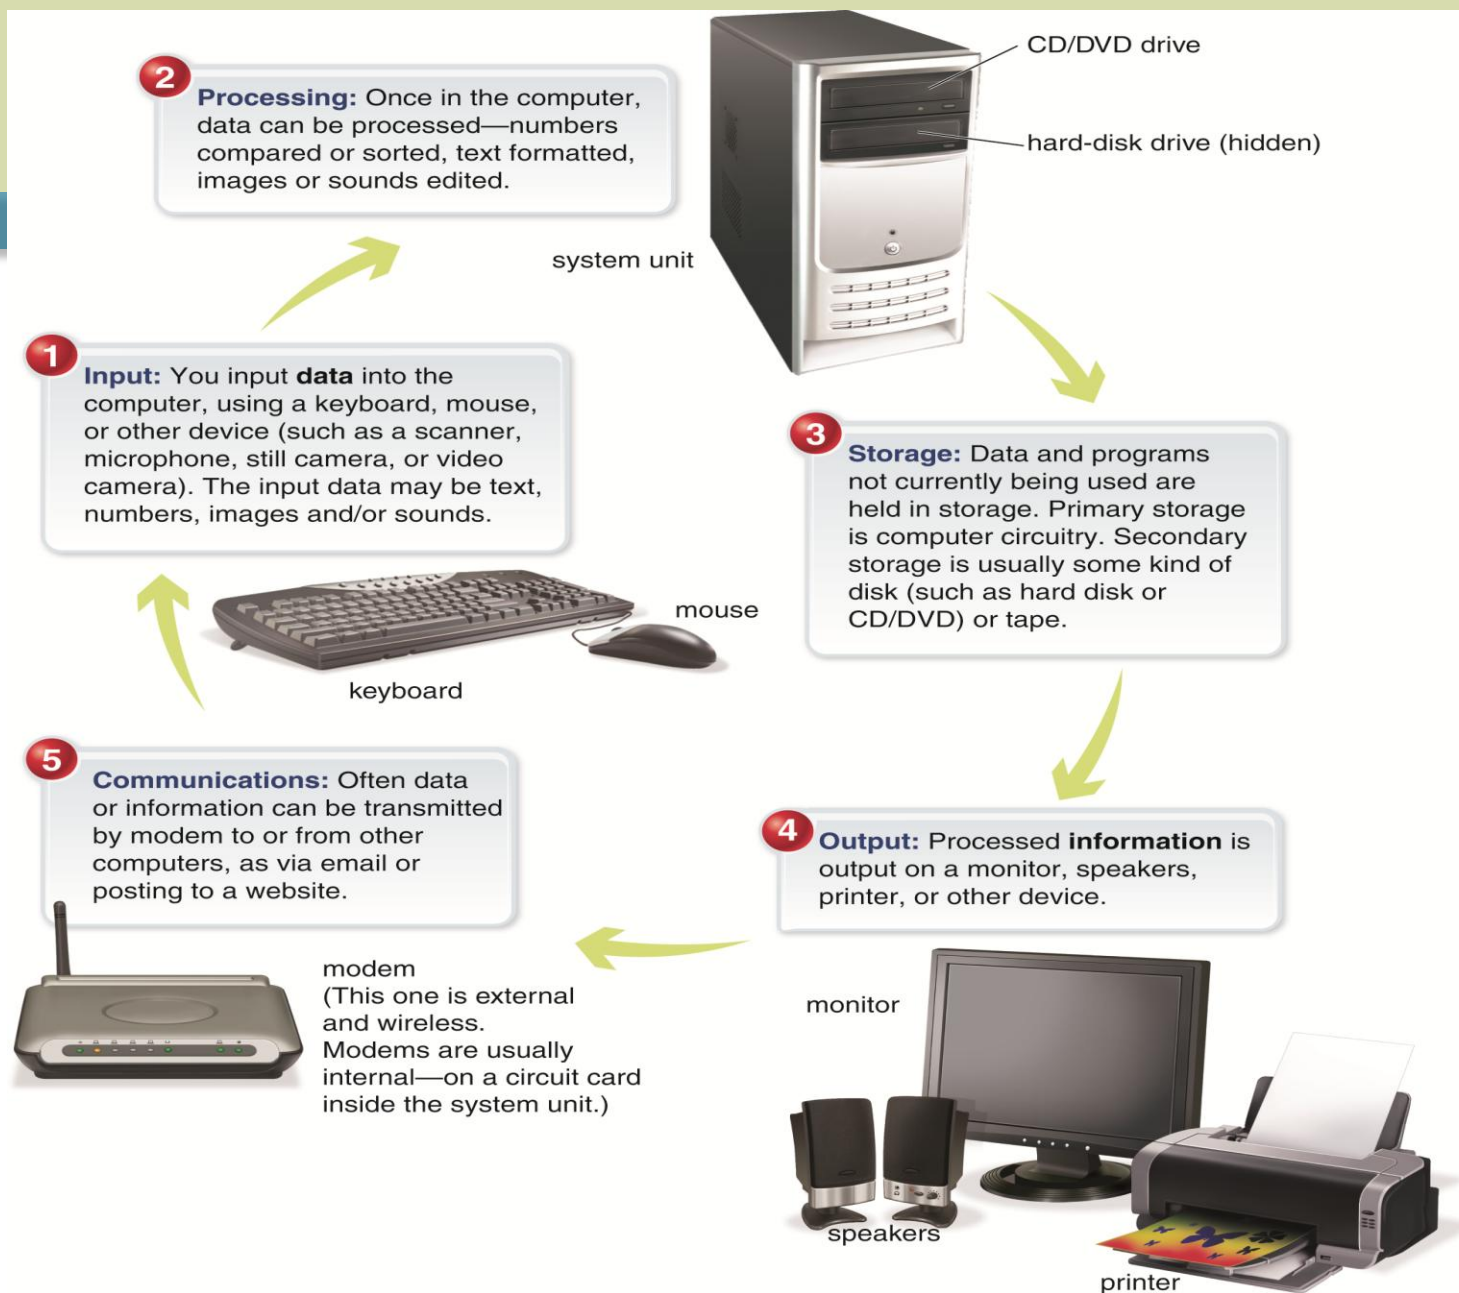 CD/DVD drive
hard-disk drive (hidden)
2
Processing: Once in the computer,
data can be processed—numbers
compared or sorted, text formatted,
images or sounds edited.
system unit
1
Input: You input data into the
computer, using a keyboard, mouse,
or other device (such as a scanner,
microphone, still camera, or video
camera). The input data may be text,
numbers, images and/or sounds.
3
Storage: Data and programs
not currently being used are
held in storage. Primary storage
is computer circuitry. Secondary
storage is usually some kind of
disk (such as hard disk or
CD/DVD) or tape.
mouse
keyboard
5
Communications: Often data
or information can be transmitted
by modem to or from other
computers, as via email or
posting to a website.
4
Output: Processed information is
output on a monitor, speakers,
printer, or other device.
modem
(This one is external
and wireless.
Modems are usually
internal—on a circuit card
inside the system unit.)
monitor
speakers
printer